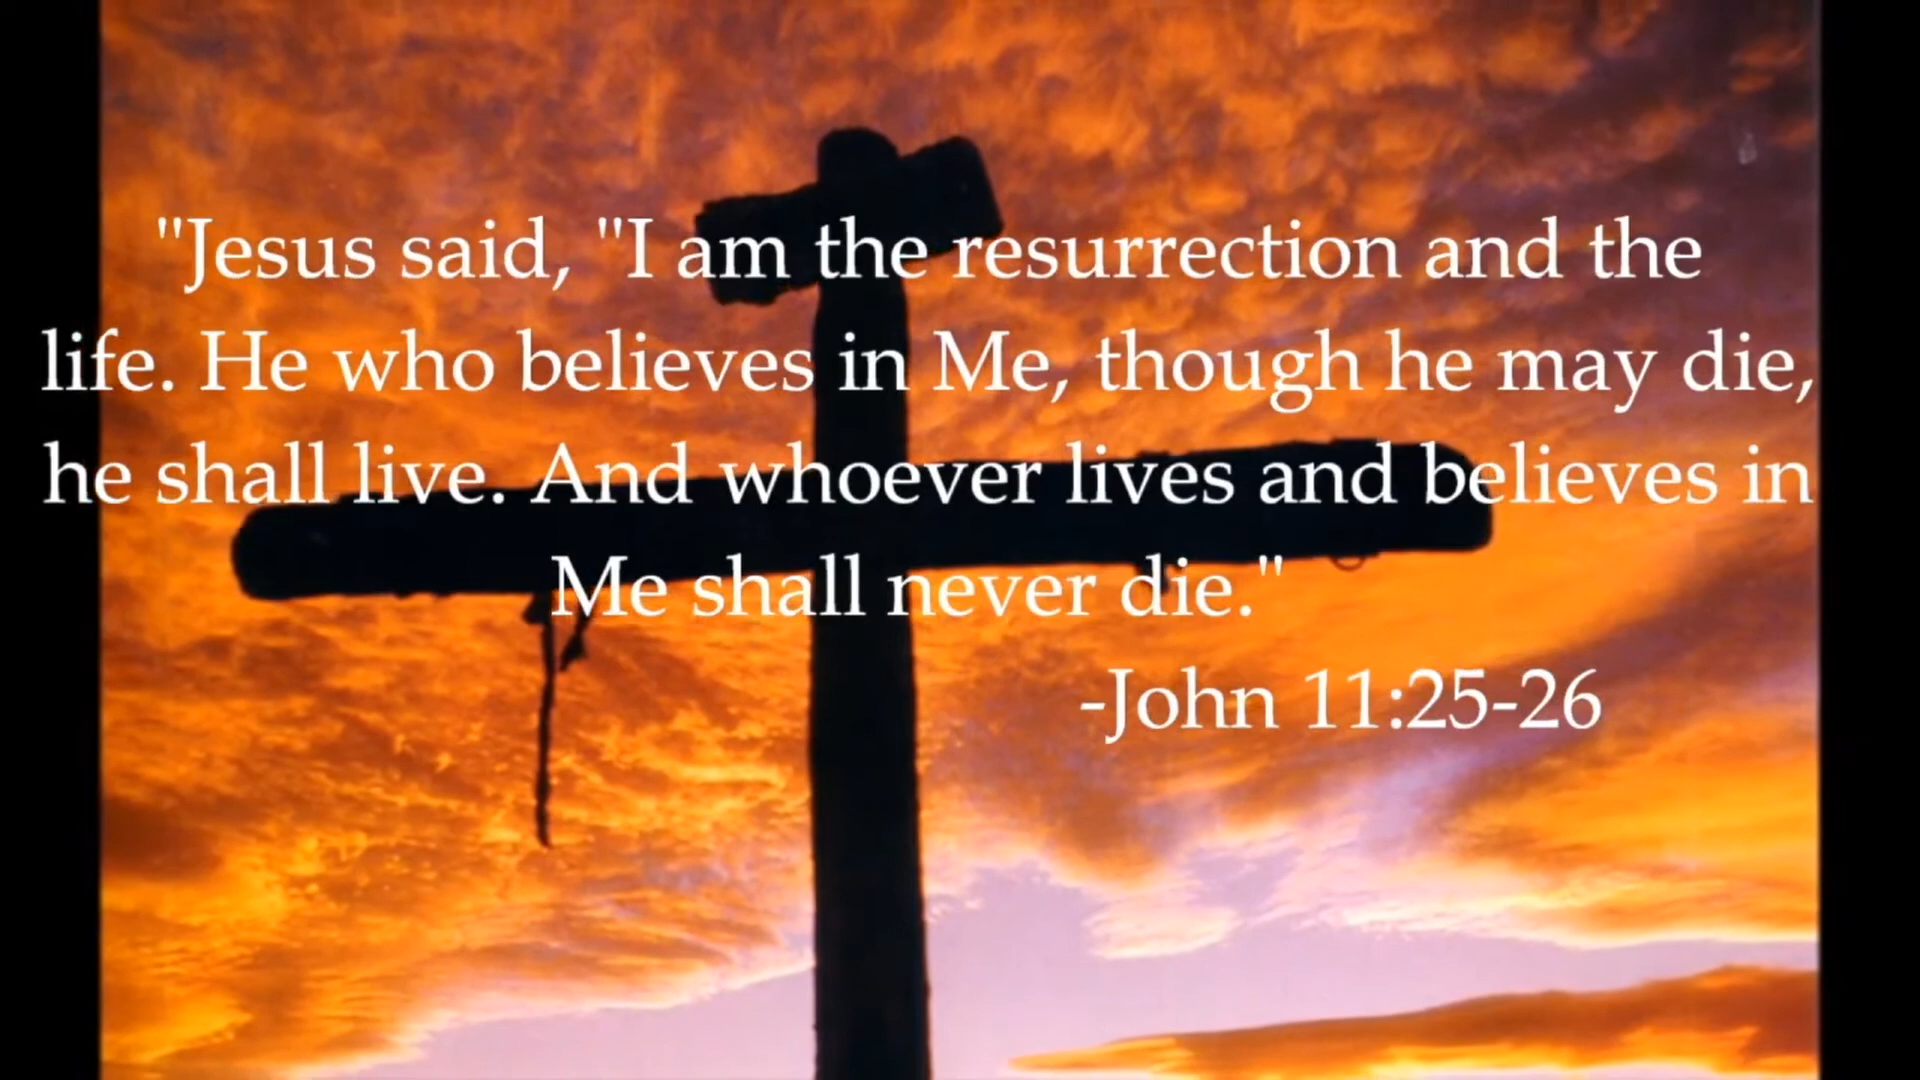 "Jesus said, "I am the resurrection and the
life. He who believes in Me, though he may die,
he shall live. And whoever lives and believes in
Me shall never die."
-John 11:25-26